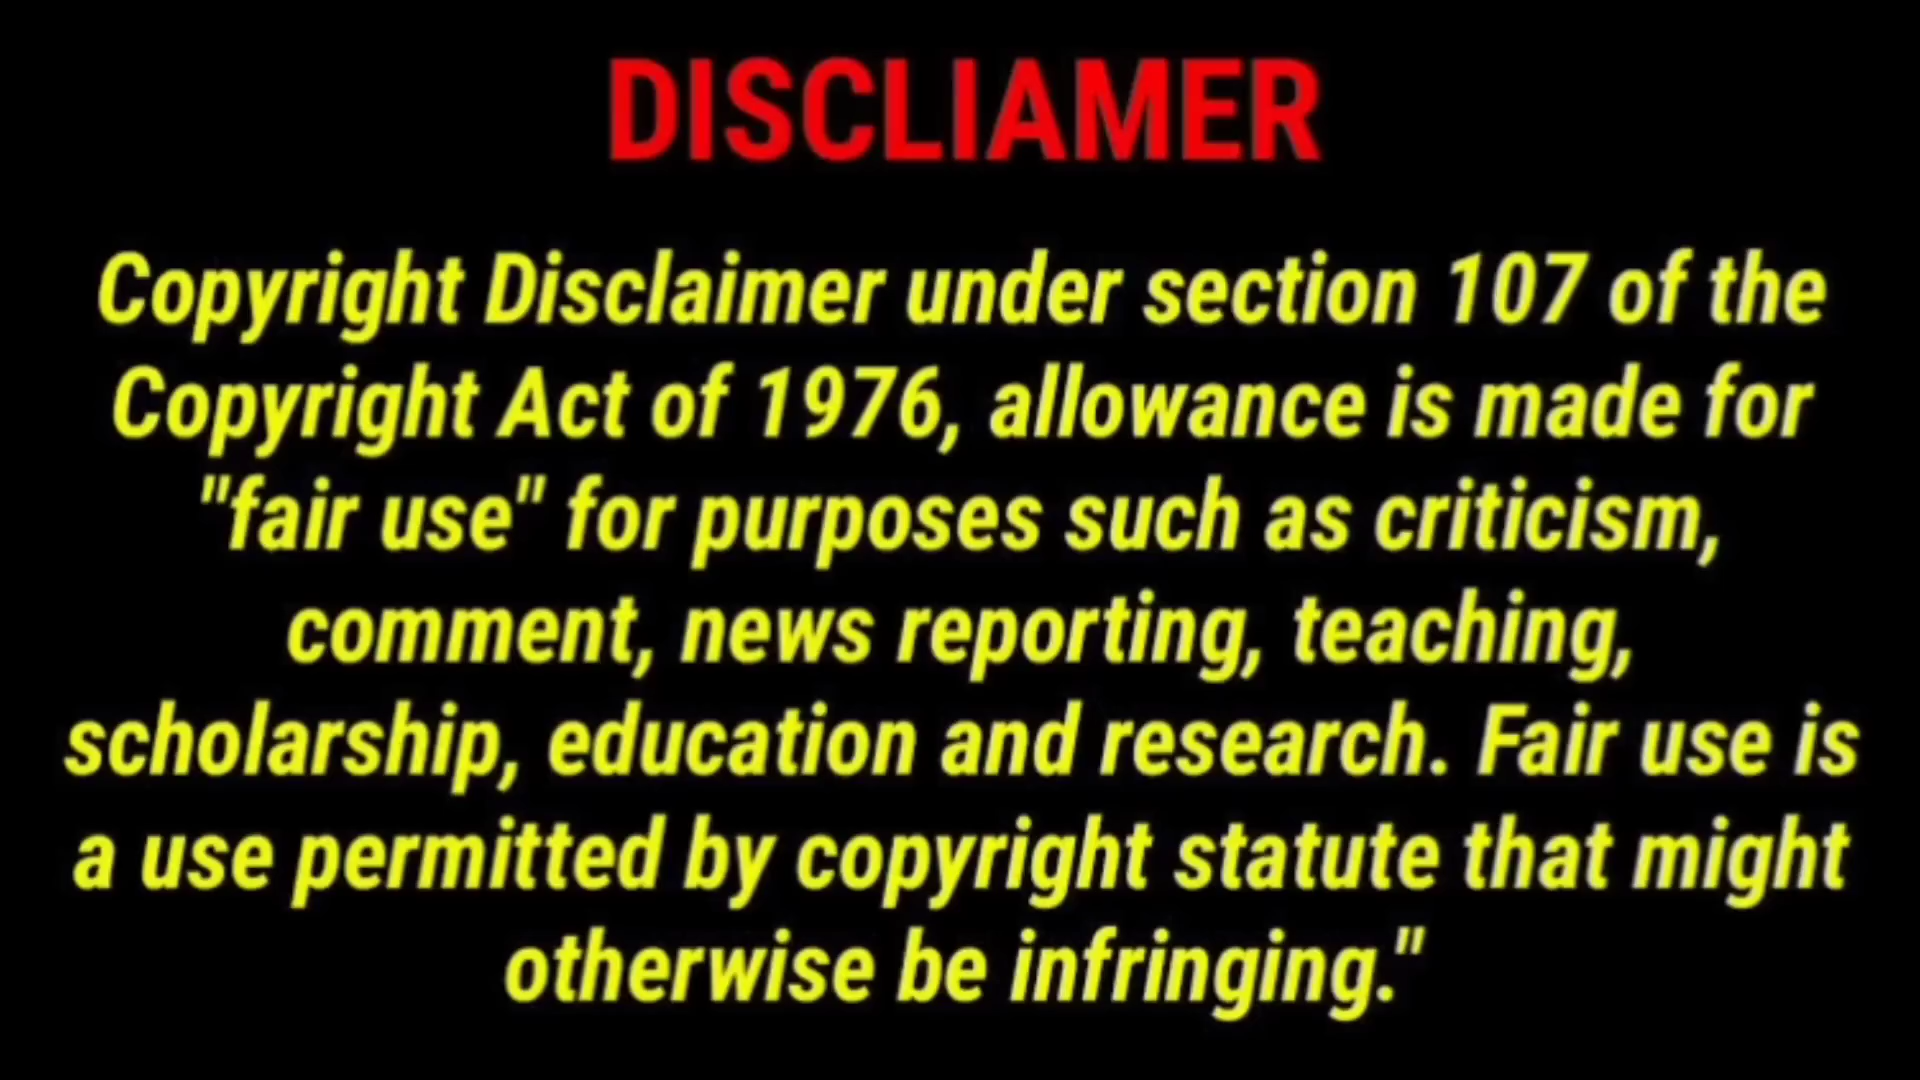 DISCLIAMER
Copyright Disclaimer under section 107 of the
Copyright Act of 1976, allowance is made for
"fair use" for purposes such as criticism,
comment, news reporting, teaching,
scholarship, education and research. Fair use is
a use permitted by copyright statute that might
otherwise be infringing."